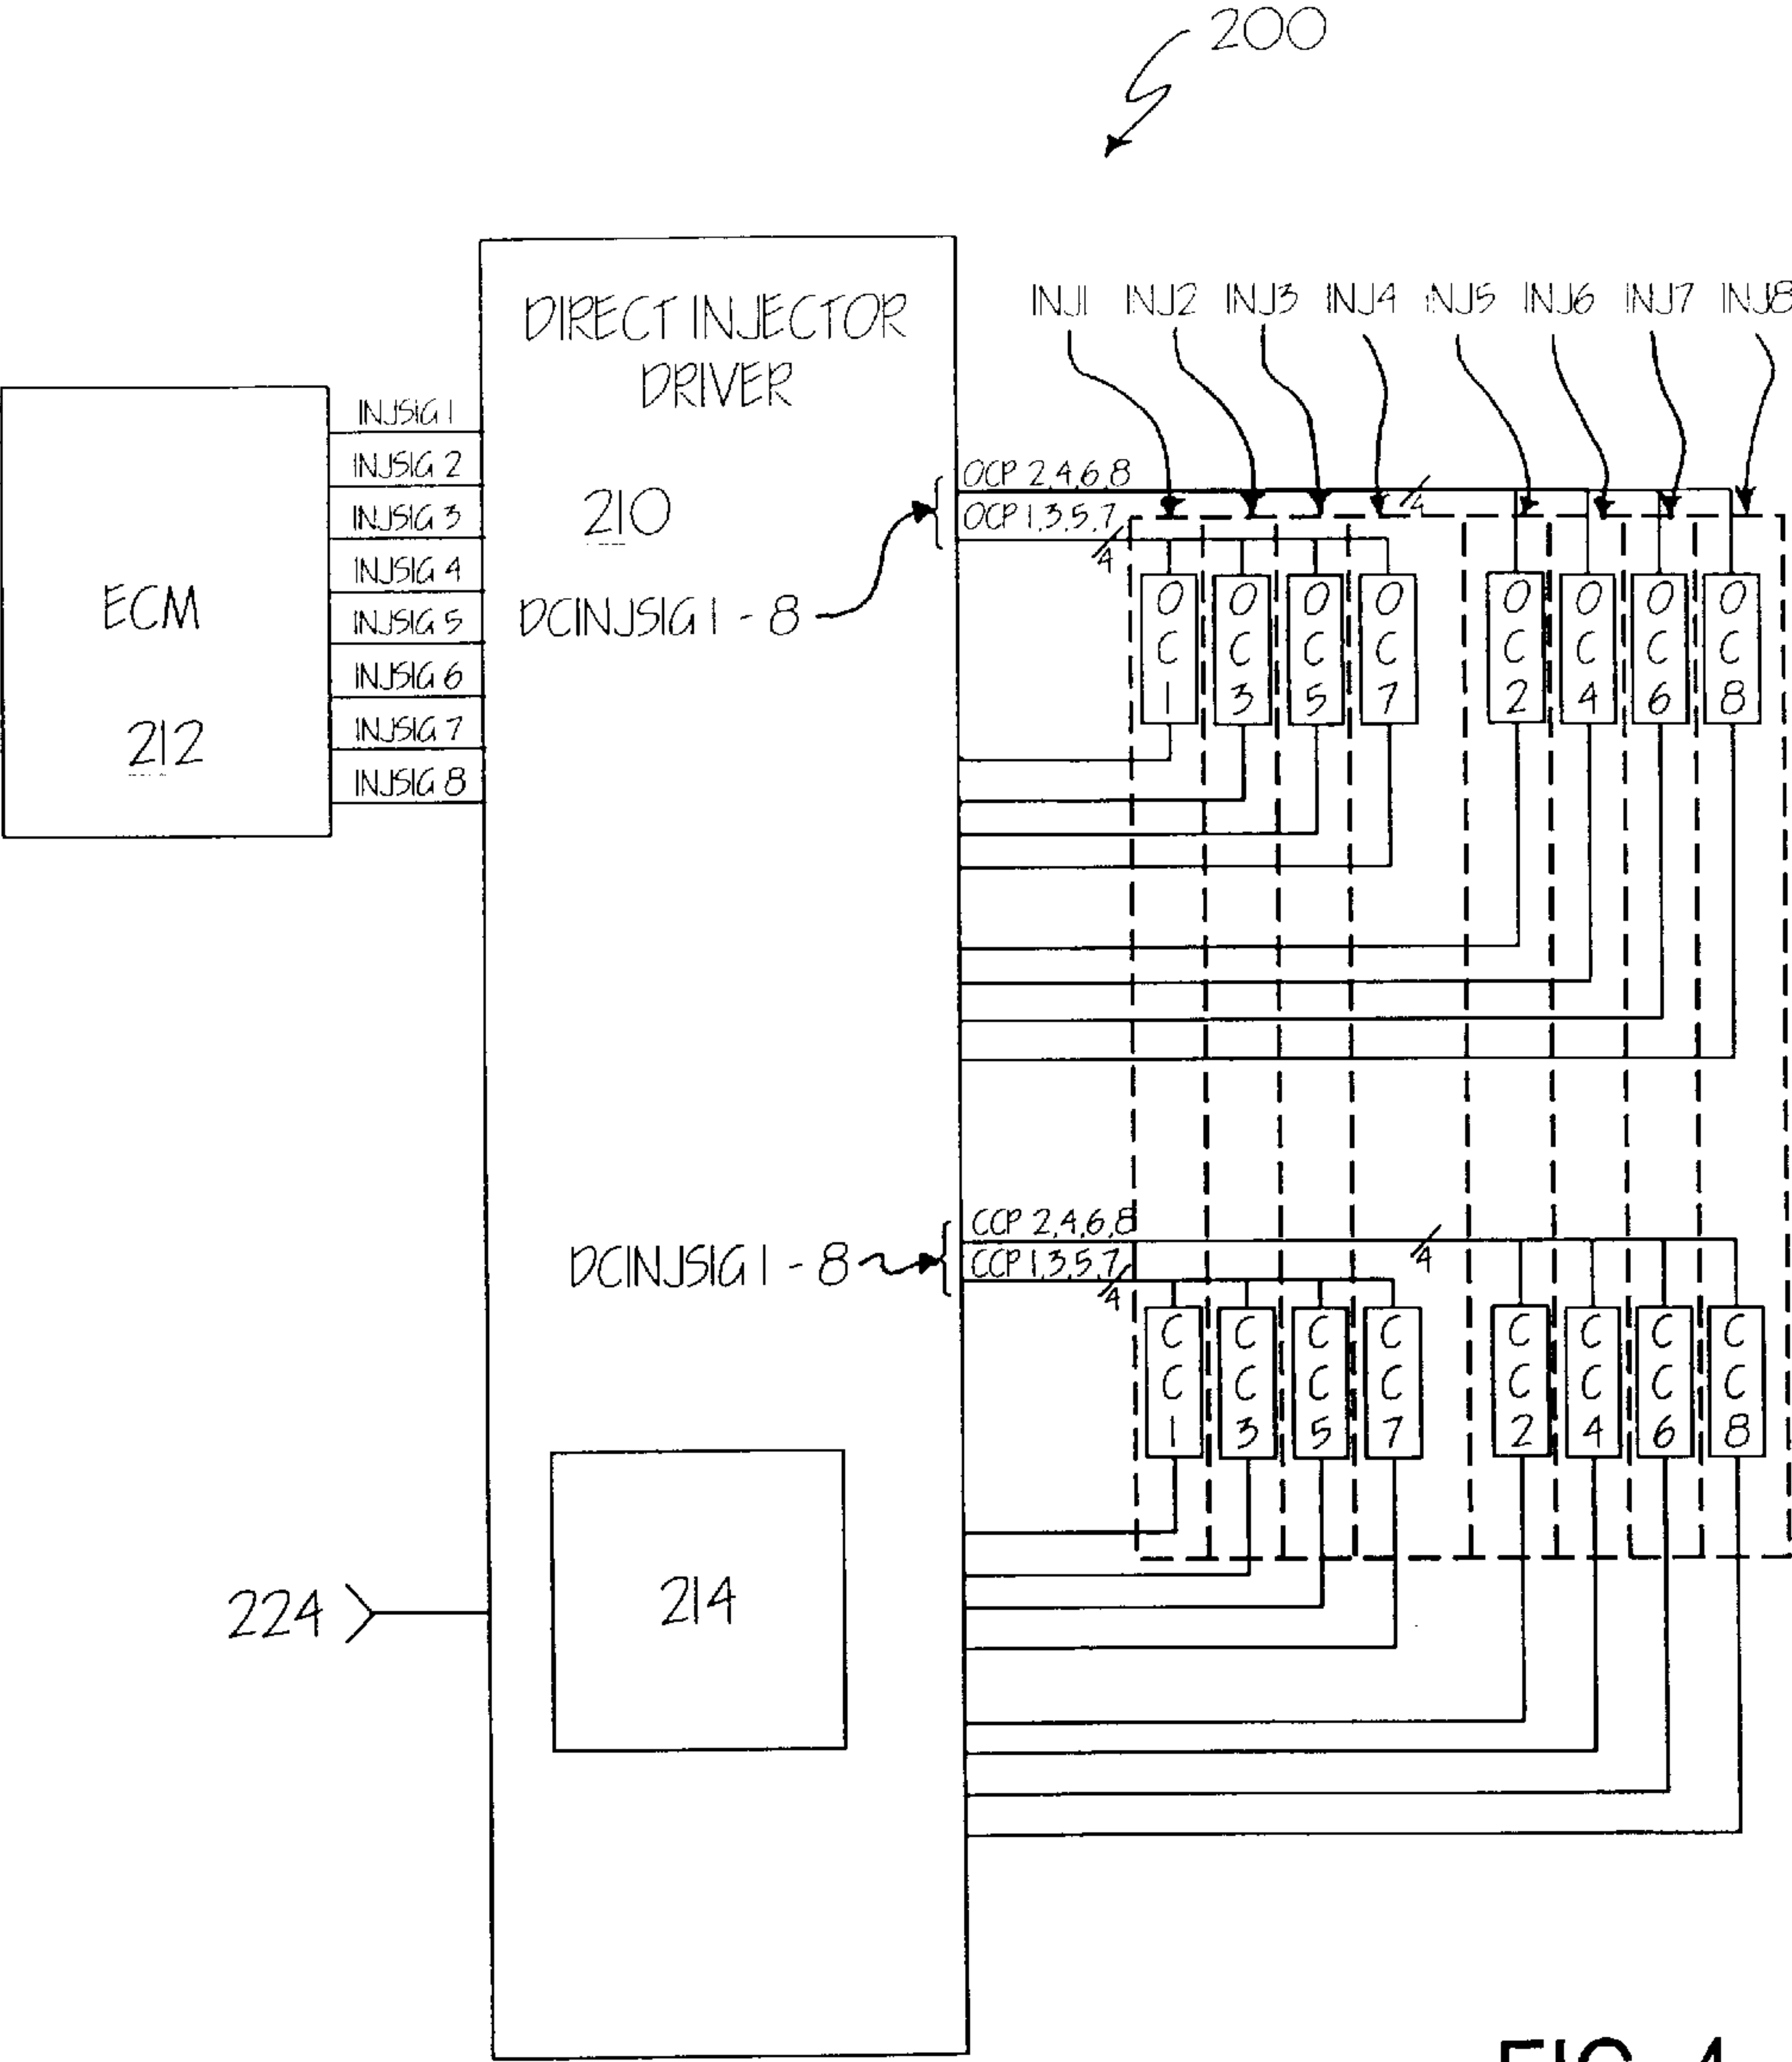 200
DIRECT INJECTOR
DRIVER
210
INJ1 INJ2 INJ3 INJ4 INJ5 INJ6 INJ7 INJ8
ECM
212
INJSIG 1
INJSIG 2
INJSIG 3
INJSIG 4
INJSIG 5
INJSIG 6
INJSIG 7
INJSIG 8
OCP 2,4,6,8
4
OCP 1,3,5,7
4
DCINJSIG 1 - 8
OC1 OC3 OC5 OC7 OC2 OC4 OC6 OC8
CCP 2,4,6,8
4
CCP 1,3,5,7
4
DCINJSIG 1 - 8
CC1 CC3 CC5 CC7 CC2 CC4 CC6 CC8
214
224
FIG. 4